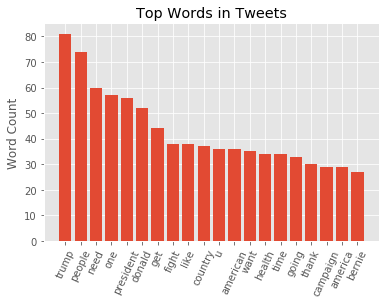 Top Words in Tweets
Word Count
80
70
60
50
40
30
20
10
0
trump
people
need
one
president
donald
get
fight
like
country
u
american
want
health
time
going
thank
campaign
america
bernie